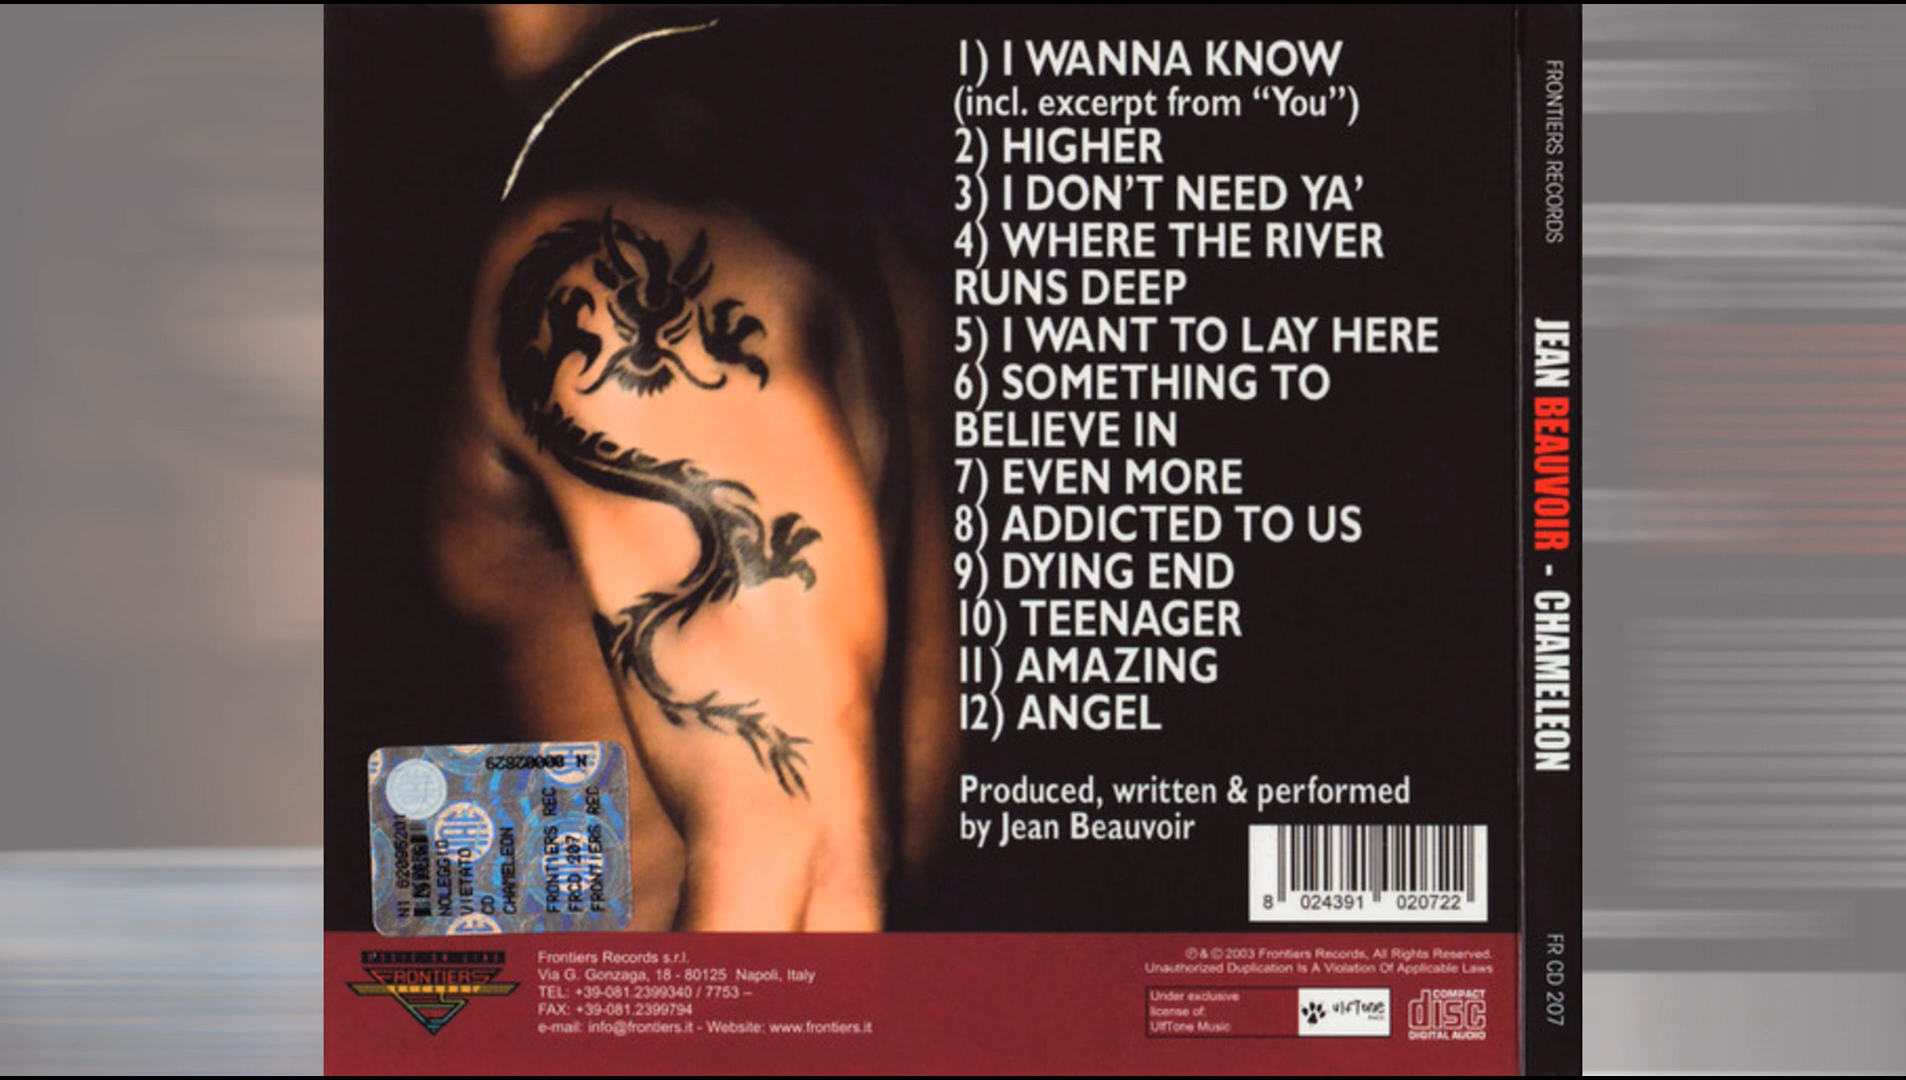 1) I WANNA KNOW
(incl. excerpt from “You”)
2) HIGHER
3) I DON’T NEED YA’
4) WHERE THE RIVER
RUNS DEEP
5) I WANT TO LAY HERE
6) SOMETHING TO
BELIEVE IN
7) EVEN MORE
8) ADDICTED TO US
9) DYING END
10) TEENAGER
11) AMAZING
12) ANGEL
Produced, written & performed
by Jean Beauvoir
8 024391 020722
N 00002829
NOLEGGIO
VIETATO
CD
CHAMELEON
FRONTIERS REC
FRCD 207
FRONTIERS REC
FRONTIERS
Frontiers Records s.r.l.
Via G. Gonzaga, 18 - 80125 Napoli, Italy
TEL: +39-081.2399340 / 7753 –
FAX: +39-081.2399794
e-mail: info@frontiers.it - Website: www.frontiers.it
℗ & © 2003 Frontiers Records, All Rights Reserved.
Unauthorized Duplication Is A Violation Of Applicable Laws
Under exclusive
license of:
UlfTone Music
ulfTone
COMPACT
disc
DIGITAL AUDIO
FRONTIERS RECORDS
JEAN BEAUVOIR - CHAMELEON
FR CD 207